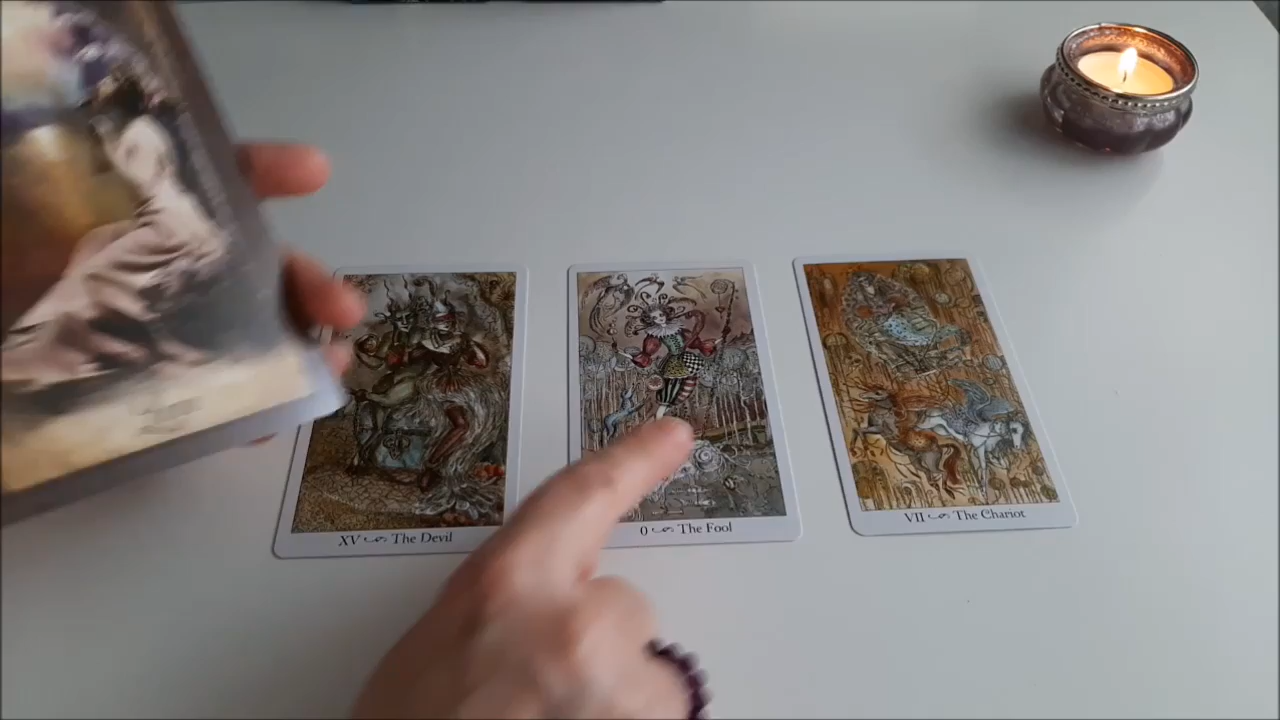 XV ~ The Devil
0 ~ The Fool
VII ~ The Chariot